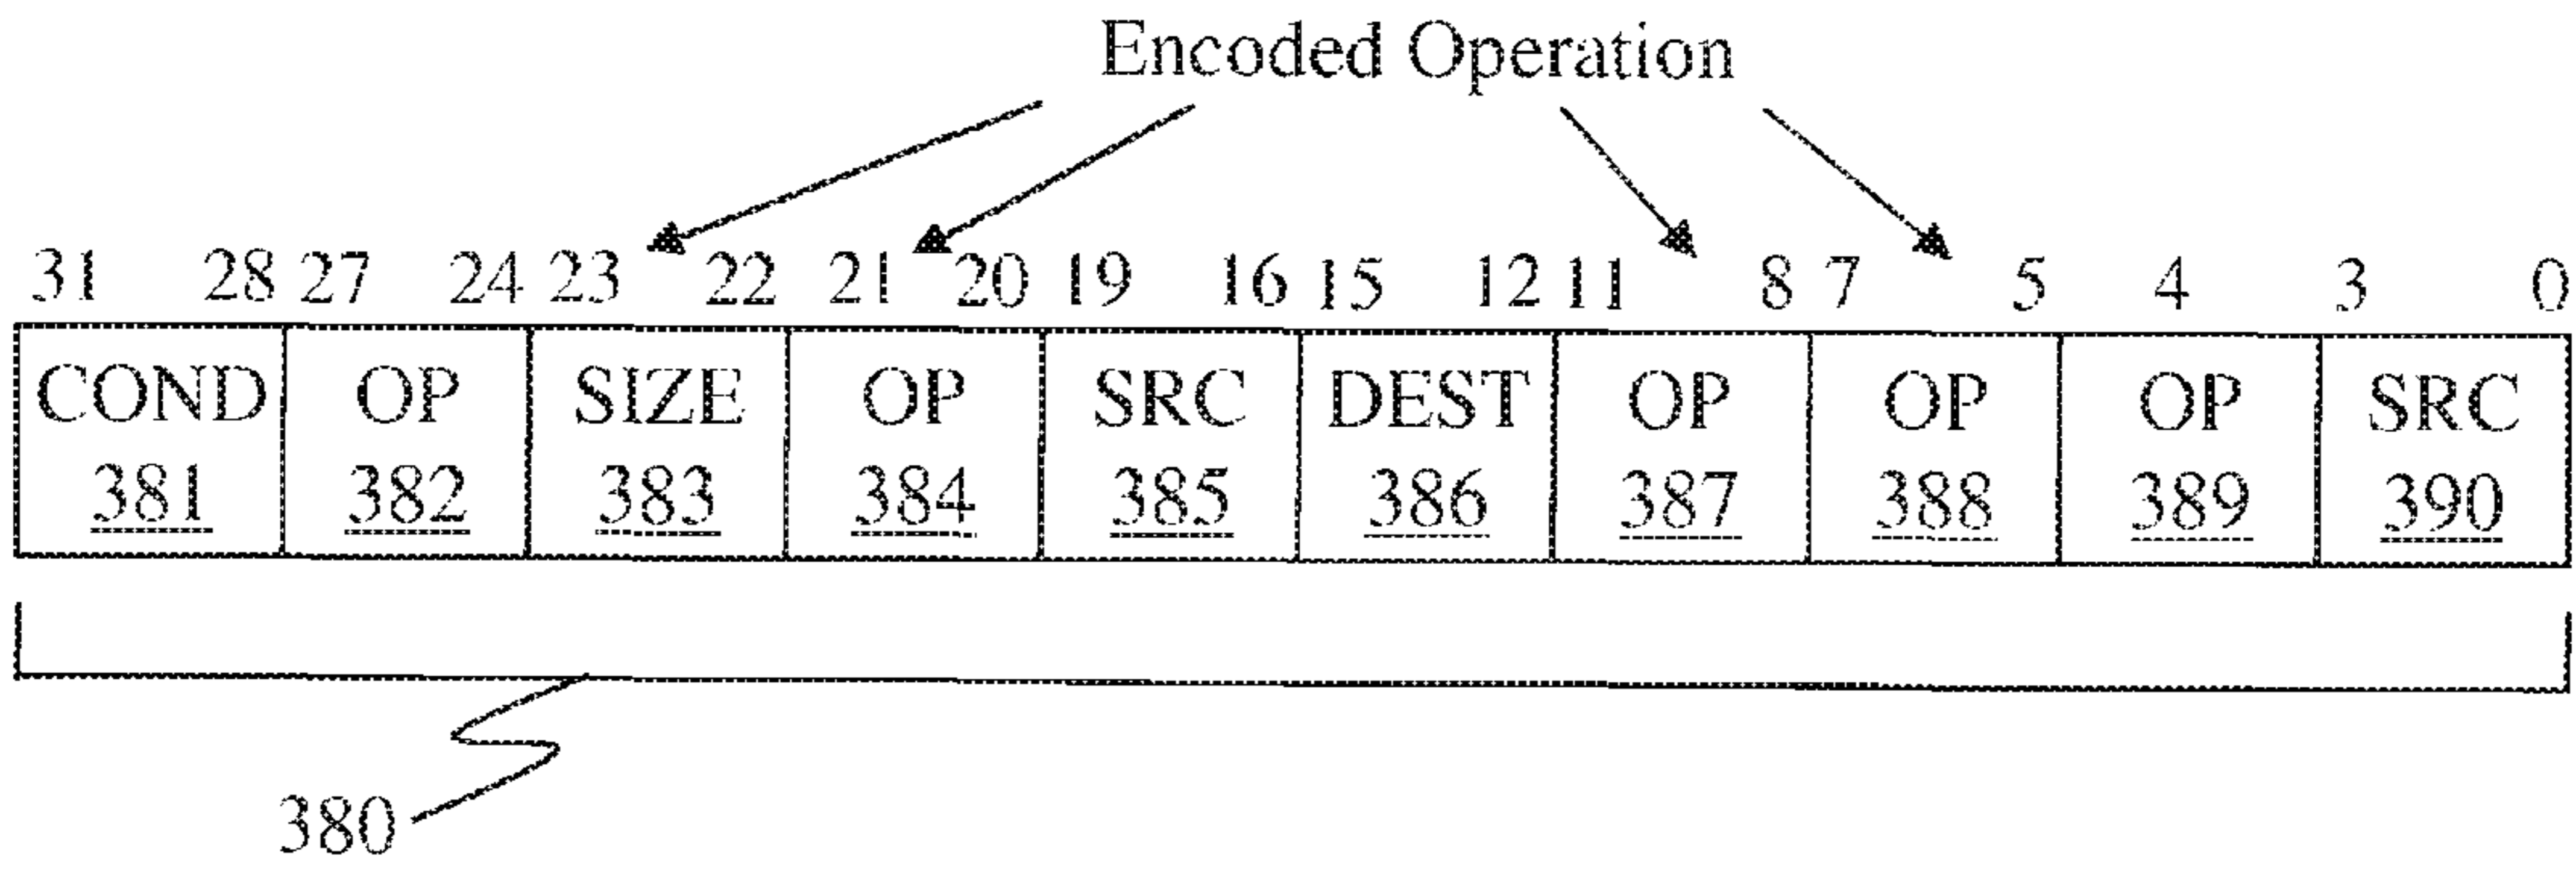 Encoded Operation
31 28 27 24 23 22 21 20 19 16 15 12 11 8 7 5 4 3 0
COND OP SIZE OP SRC DEST OP OP OP SRC
381 382 383 384 385 386 387 388 389 390
380